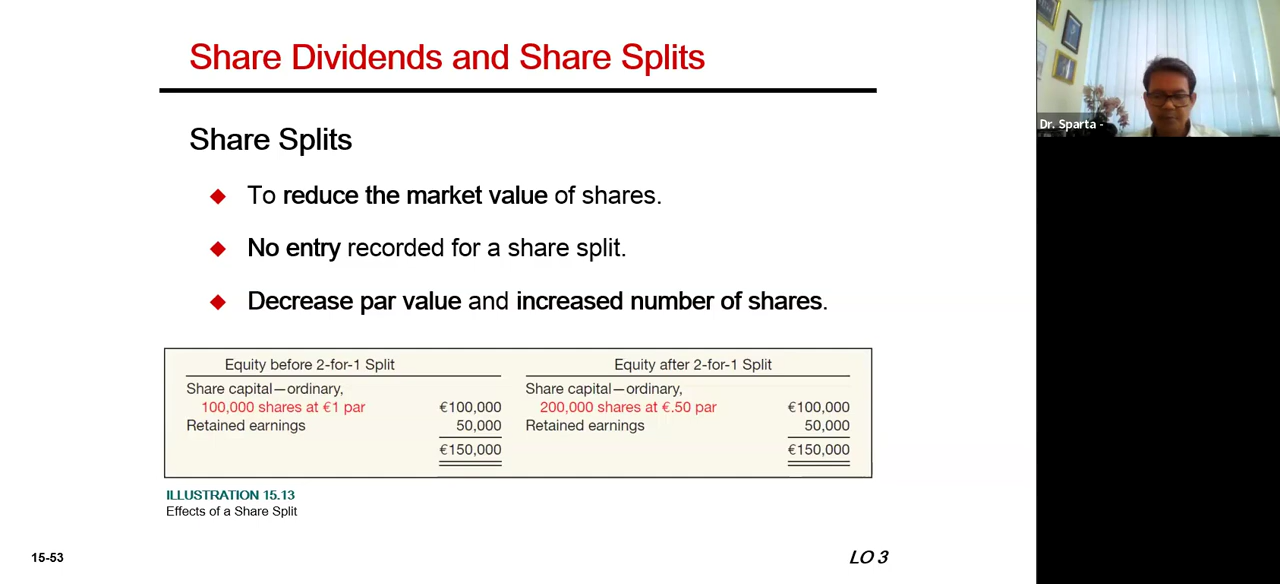 Share Dividends and Share Splits
Share Splits
To reduce the market value of shares.
No entry recorded for a share split.
Decrease par value and increased number of shares.
Equity before 2-for-1 Split
Share capital—ordinary,
100,000 shares at €1 par €100,000
Retained earnings 50,000
€150,000
Equity after 2-for-1 Split
Share capital—ordinary,
200,000 shares at €.50 par €100,000
Retained earnings 50,000
€150,000
ILLUSTRATION 15.13
Effects of a Share Split
15-53
LO 3
Dr. Sparta -